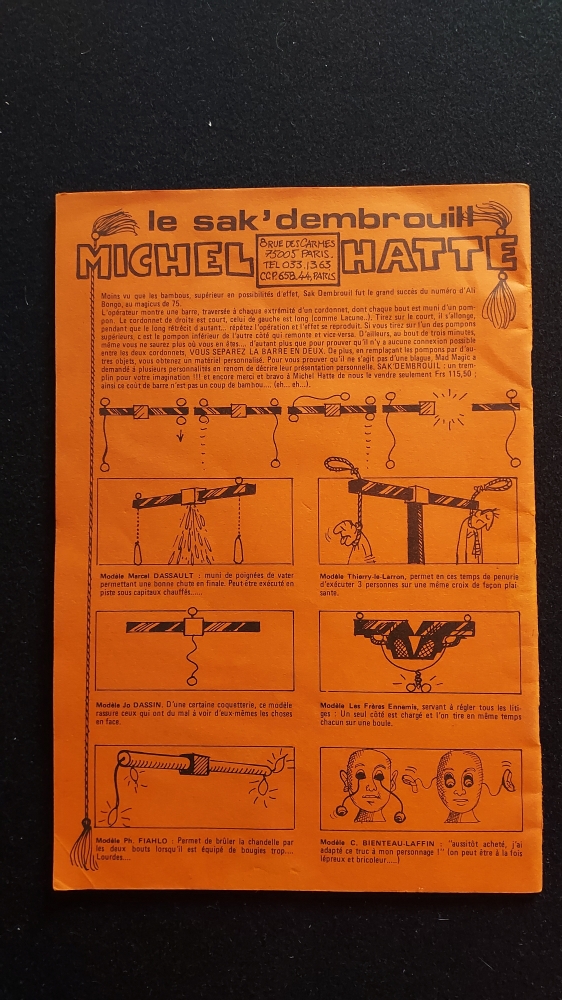 le sak'dembrouill
MICHEL HATTE
8 RUE DES CARMES
75005 PARIS.
TEL 033.13.63
CCP.658.44, PARIS
Moins vu que les bambous, supérieur en possibilités d'effet, Sak Dembrouil fut le grand succès du numéro d'Ali
Bongo, au magicus de 75.
L'opérateur montre une barre, traversée à chaque extrêmité d'un cordonnet, dont chaque bout est muni d'un pom-
pon. Le cordonnet de droite est court, celui de gauche est long (comme Lacune..). Tirez sur le court, il s'allonge,
pendant que le long rétrécit d'autant... répétez l'opération et l'effet se reproduit. Si vous tirez sur l'un des pompons
supérieurs, c'est le pompon inférieur de l'autre côté qui remonte et vice versa. D'ailleurs, au bout de trois minutes,
même vous ne saurez plus où vous en êtes... d'autant plus que pour prouver qu'il n'y a aucune connexion possible
entre les deux cordonnets, VOUS SEPAREZ LA BARRE EN DEUX. De plus, en remplaçant les pompons par d'au-
tres objets, vous obtenez un matériel personnalisé. Pour vous prouver qu'il ne s'agit pas d'une blague, Mad Magic a
demandé à plusieurs personnalités en renom de décrire leur présentation personnelle. SAK'DEMBROUIL : un trem-
plin pour votre imagination !!! et encore merci et bravo à Michel Hatte de nous le vendre seulement Frs 115,50 ;
ainsi ce coût de barre n'est-pas un coup de bambou.... (eh... eh...).
Modèle Marcel DASSAULT : muni de poignées de vater
permettant une bonne chute en finale. Peut-être exécuté en
piste sous capitaux chauffés.....
Modèle Thierry-le-Larron, permet en ces temps de penurie
d'exécuter 3 personnes sur une même croix de façon plai-
sante.
Modèle Jo DASSIN. D'une certaine coquetterie, ce modèle
rassure ceux qui ont du mal à voir d'eux-mêmes les choses
en face.
Modèle Les Frères Ennemis, servant à régler tous les liti-
ges : Un seul côté est chargé et l'on tire en même temps
chacun sur une boule.
Modèle Ph. FIAHLO : Permet de brûler la chandelle par
les deux bouts lorsqu'il est équipé de bougies trop....
Lourdes....
Modèle C. BIENTEAU-LAFFIN : "aussitôt acheté, j'ai
adapté ce truc à mon personnage !" (on peut être à la fois
lépreux et bricoleur.....)